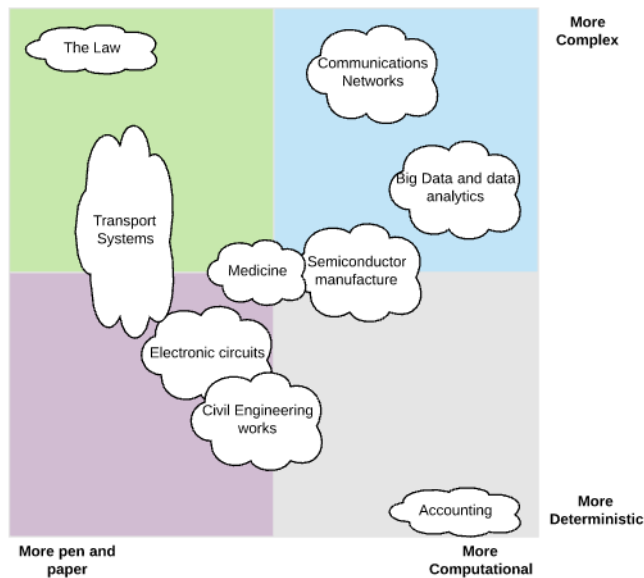 More
Complex
The Law
Communications
Networks
Big Data and data
analytics
Transport
Systems
Medicine
Semiconductor
manufacture
Electronic circuits
Civil Engineering
works
Accounting
More
Deterministic
More pen and
paper
More
Computational